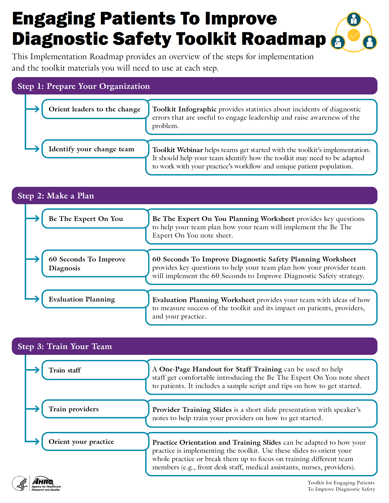 Engaging Patients To Improve
Diagnostic Safety Toolkit Roadmap
This Implementation Roadmap provides an overview of the steps for implementation
and the toolkit materials you will need to use at each step.
Step 1: Prepare Your Organization
Orient leaders to the change
Toolkit Infographic provides statistics about incidents of diagnostic
errors that are useful to engage leadership and raise awareness of the
problem.
Identify your change team
Toolkit Webinar helps teams get started with the toolkit's implementation.
It should help your team identify how the toolkit may need to be adapted
to work with your practice's workflow and unique patient population.
Step 2: Make a Plan
Be The Expert On You
Be The Expert On You Planning Worksheet provides key questions
to help your team plan how your team will implement the Be The
Expert On You note sheet.
60 Seconds To Improve
Diagnosis
60 Seconds To Improve Diagnostic Safety Planning Worksheet
provides key questions to help your team plan how your provider team
will implement the 60 Seconds to Improve Diagnostic Safety strategy.
Evaluation Planning
Evaluation Planning Worksheet provides your team with ideas of how
to measure success of the toolkit and its impact on patients, providers,
and your practice.
Step 3: Train Your Team
Train staff
A One-Page Handout for Staff Training can be used to help
staff get comfortable introducing the Be The Expert On You note sheet
to patients. It includes a sample script and tips on how to get started.
Train providers
Provider Training Slides is a short slide presentation with speaker's
notes to help train your providers on how to get started.
Orient your practice
Practice Orientation and Training Slides can be adapted to how your
practice is implementing the toolkit. Use these slides to orient your
whole practice or break them up to focus on training different team
members (e.g., front desk staff, medical assistants, nurses, providers).
AHRQ
Agency for Healthcare
Research and Quality
Toolkit for Engaging Patients
To Improve Diagnostic Safety